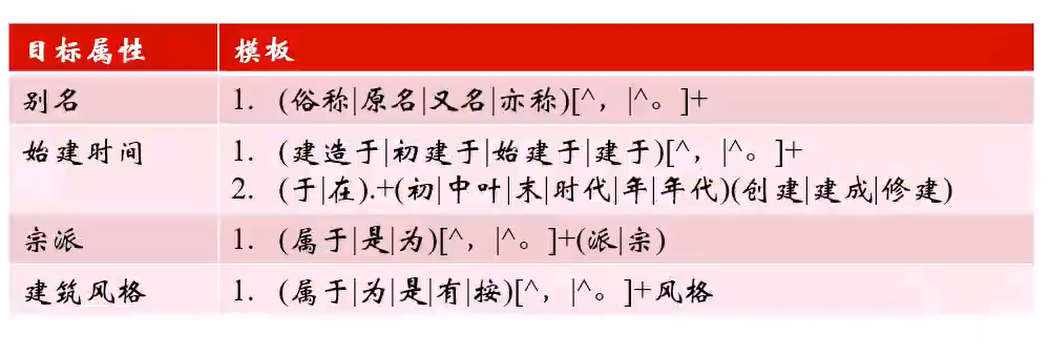 目标属性 模板
别名 1. (俗称|原名|又名|亦称)[^，|^。]+
始建时间 1. (建造于|初建于|始建于|建于)[^，|^。]+
2. (于|在).+(初|中叶|末|时代|年|年代)(创建|建成|修建)
宗派 1. (属于|是|为)[^，|^。]+(派|宗)
建筑风格 1. (属于|为|是|有|按)[^，|^。]+风格